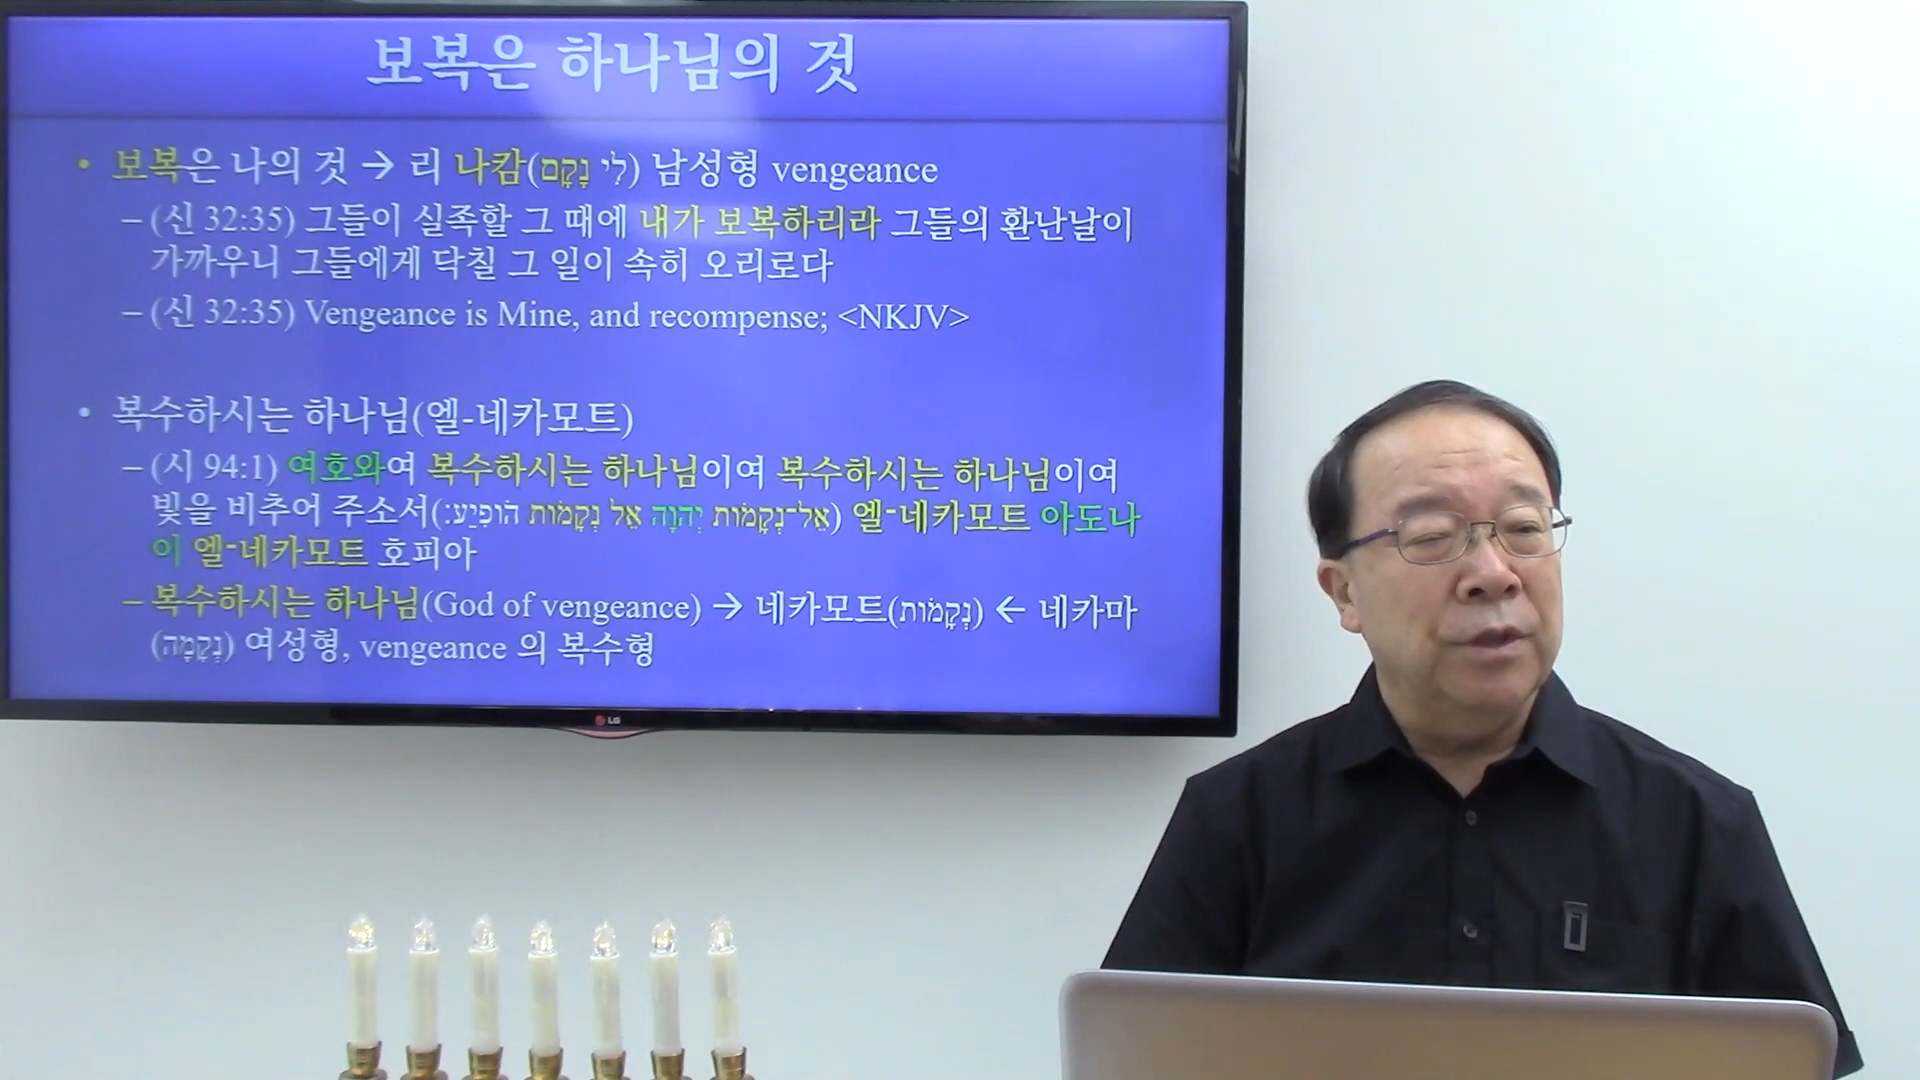 보복은 하나님의 것
• 보복은 나의 것 → 리 나캄(לִי נָקָם) 남성형 vengeance
– (신 32:35) 그들이 실족할 그 때에 내가 보복하리라 그들의 환난날이
가까우니 그들에게 닥칠 그 일이 속히 오리로다
– (신 32:35) Vengeance is Mine, and recompense; <NKJV>
• 복수하시는 하나님(엘-네카모트)
– (시 94:1) 여호와여 복수하시는 하나님이여 복수하시는 하나님이여
빛을 비추어 주소서(אֵל־נְקָמוֹת יְהוָה אֵל נְקָמוֹת הוֹפִיַע׃) 엘-네카모트 아도나
이 엘-네카모트 호피아
– 복수하시는 하나님(God of vengeance) → 네카모트(נְקָמוֹת) ← 네카마
(נְקָמָה) 여성형, vengeance 의 복수형
LG